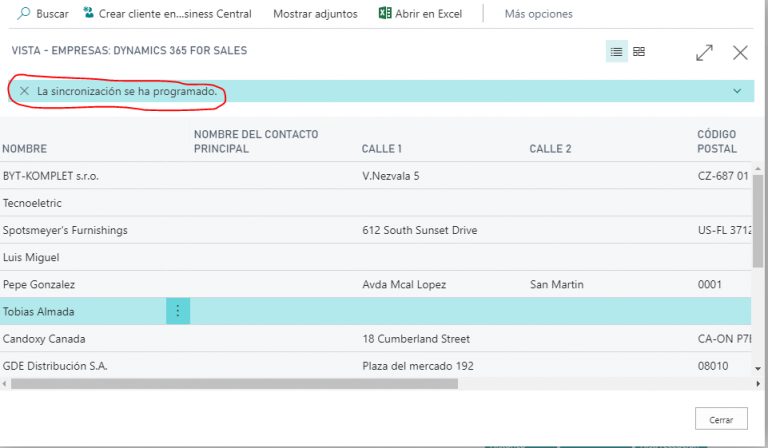 Buscar Crear cliente en...siness Central Mostrar adjuntos Abrir en Excel Más opciones
VISTA - EMPRESAS: DYNAMICS 365 FOR SALES
La sincronización se ha programado.
NOMBRE NOMBRE DEL CONTACTO PRINCIPAL CALLE 1 CALLE 2 CÓDIGO POSTAL
BYT-KOMPLET s.r.o. V.Nezvala 5 CZ-687 01
Tecnoeletric
Spotsmeyer's Furnishings 612 South Sunset Drive US-FL 3712
Luis Miguel
Pepe Gonzalez Avda Mcal Lopez San Martin 0001
Tobias Almada
Candoxy Canada 18 Cumberland Street CA-ON P7B
GDE Distribución S.A. Plaza del mercado 192 08010
Cerrar